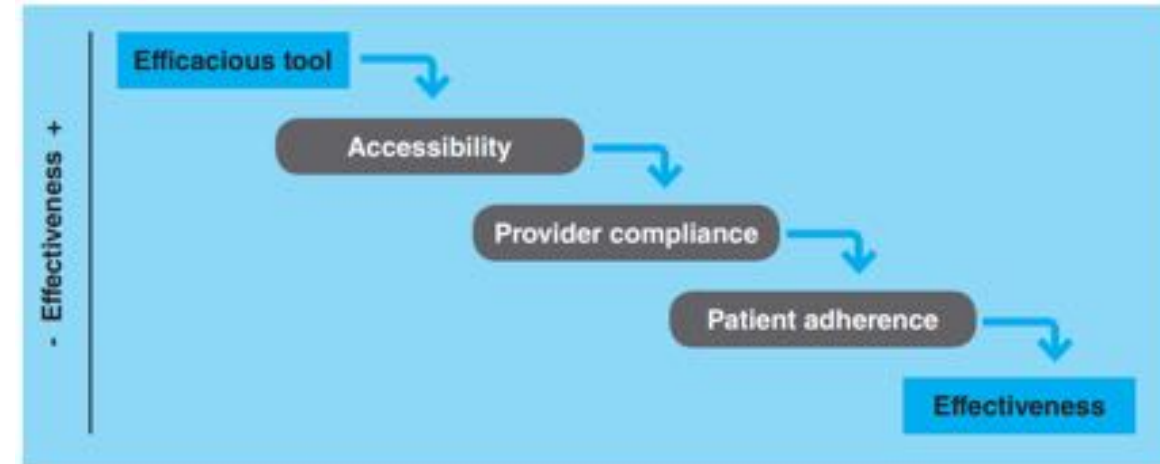 Efficacious tool
Accessibility
Provider compliance
Patient adherence
Effectiveness
- Effectiveness +